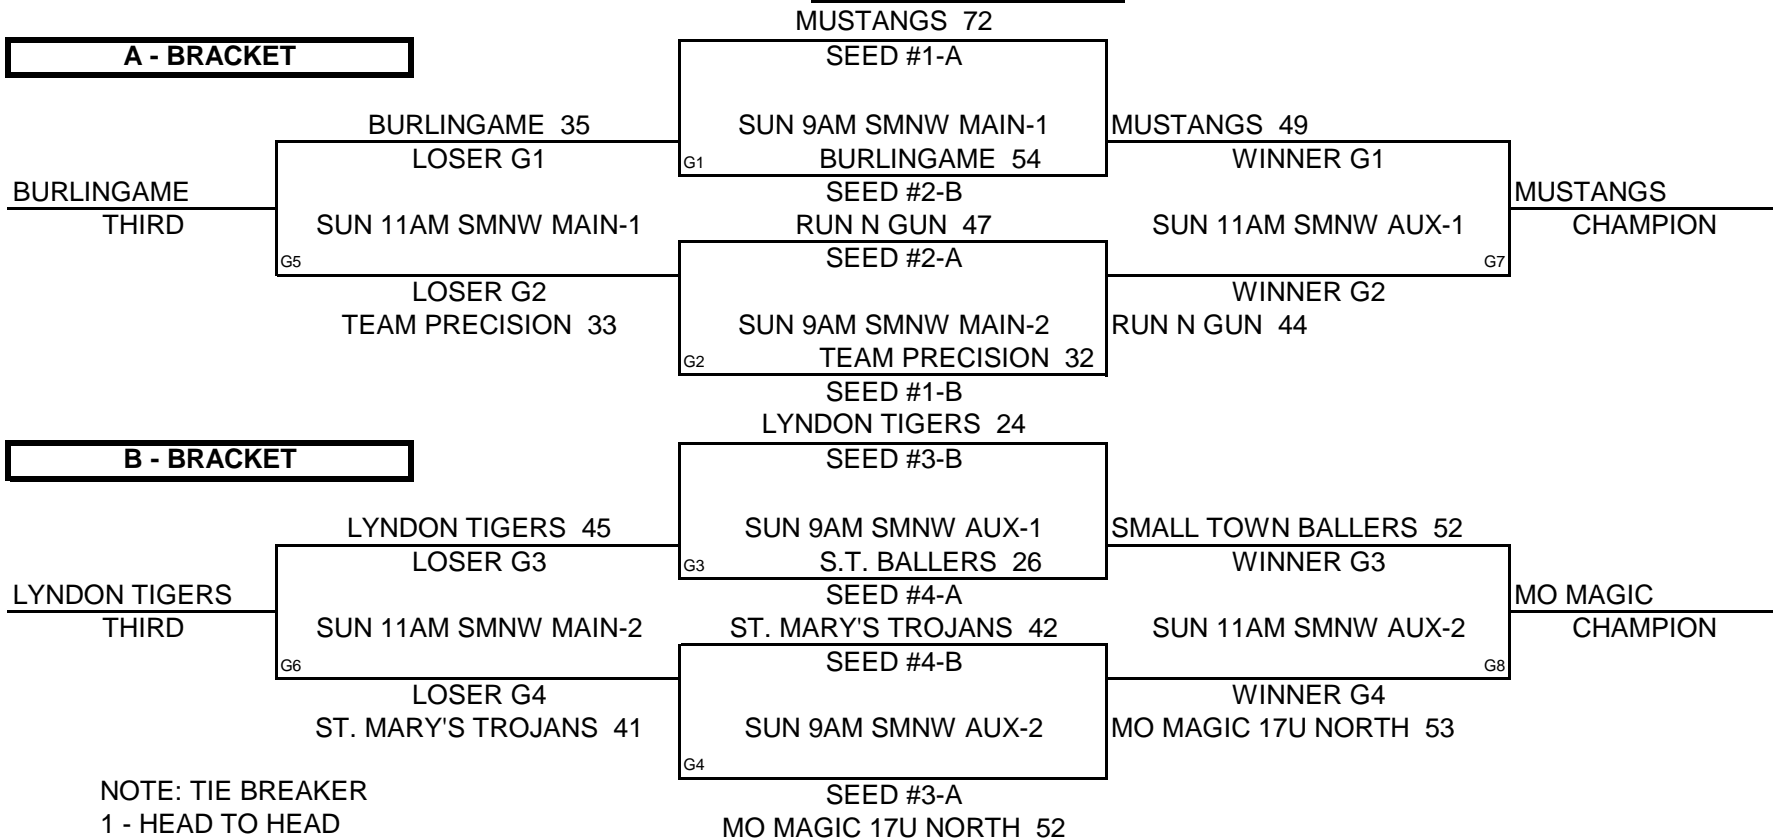 MUSTANGS 72
A - BRACKET
SEED #1-A
BURLINGAME 35
SUN 9AM SMNW MAIN-1
MUSTANGS 49
LOSER G1
G1
BURLINGAME 54
WINNER G1
BURLINGAME
SEED #2-B
MUSTANGS
THIRD
SUN 11AM SMNW MAIN-1
RUN N GUN 47
SUN 11AM SMNW AUX-1
CHAMPION
G5
SEED #2-A
G7
LOSER G2
WINNER G2
TEAM PRECISION 33
SUN 9AM SMNW MAIN-2
RUN N GUN 44
G2
TEAM PRECISION 32
SEED #1-B
LYNDON TIGERS 24
B - BRACKET
SEED #3-B
LYNDON TIGERS 45
SUN 9AM SMNW AUX-1
SMALL TOWN BALLERS 52
LOSER G3
G3
S.T. BALLERS 26
WINNER G3
LYNDON TIGERS
SEED #4-A
MO MAGIC
THIRD
SUN 11AM SMNW MAIN-2
ST. MARY'S TROJANS 42
SUN 11AM SMNW AUX-2
CHAMPION
G6
SEED #4-B
G8
LOSER G4
WINNER G4
ST. MARY'S TROJANS 41
SUN 9AM SMNW AUX-2
MO MAGIC 17U NORTH 53
G4
NOTE: TIE BREAKER
SEED #3-A
1 - HEAD TO HEAD
MO MAGIC 17U NORTH 52